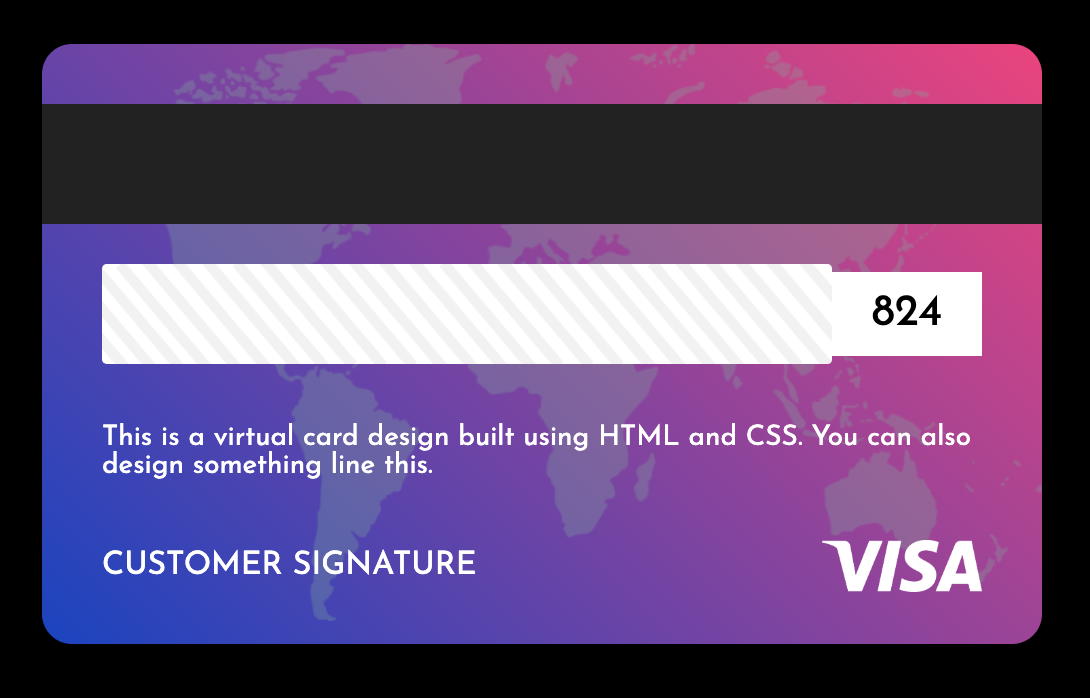 824
This is a virtual card design built using HTML and CSS. You can also
design something line this.
CUSTOMER SIGNATURE
VISA